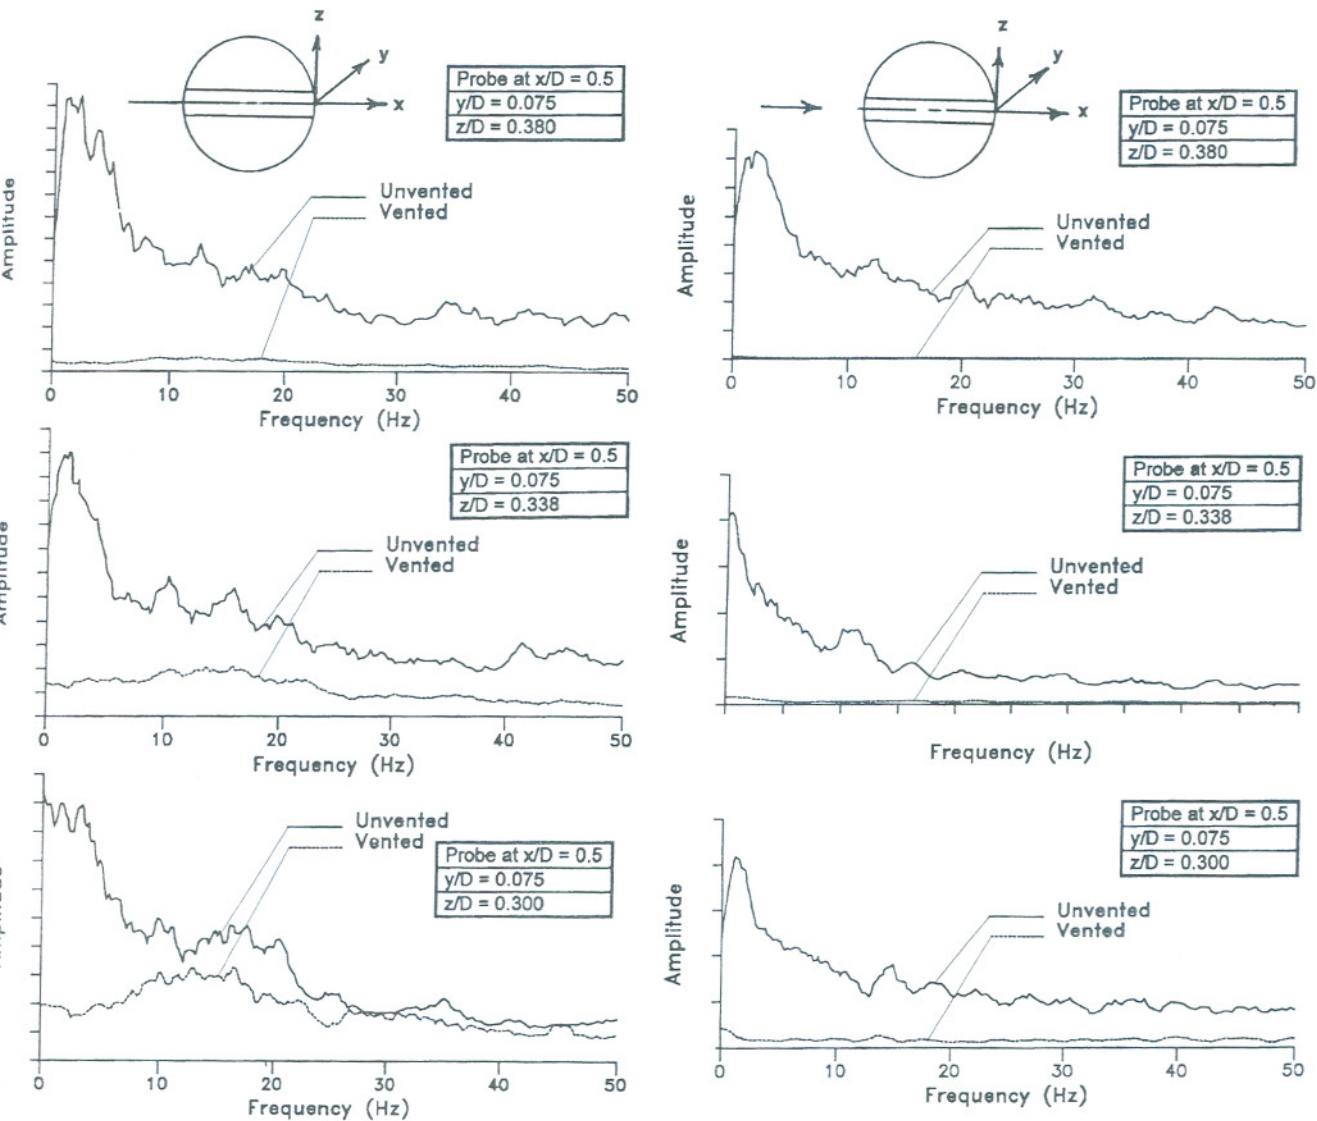 z
y
x
Probe at x/D = 0.5
y/D = 0.075
z/D = 0.380
Unvented
Vented
Amplitude
0 10 20 30 40 50
Frequency (Hz)
z
y
x
Probe at x/D = 0.5
y/D = 0.075
z/D = 0.380
Unvented
Vented
Amplitude
0 10 20 30 40 50
Frequency (Hz)
Probe at x/D = 0.5
y/D = 0.075
z/D = 0.338
Unvented
Vented
Amplitude
0 10 20 30 40 50
Frequency (Hz)
Probe at x/D = 0.5
y/D = 0.075
z/D = 0.338
Unvented
Vented
Amplitude
Frequency (Hz)
Unvented
Vented
Probe at x/D = 0.5
y/D = 0.075
z/D = 0.300
0 10 20 30 40 50
Frequency (Hz)
Probe at x/D = 0.5
y/D = 0.075
z/D = 0.300
Unvented
Vented
Amplitude
0 10 20 30 40 50
Frequency (Hz)